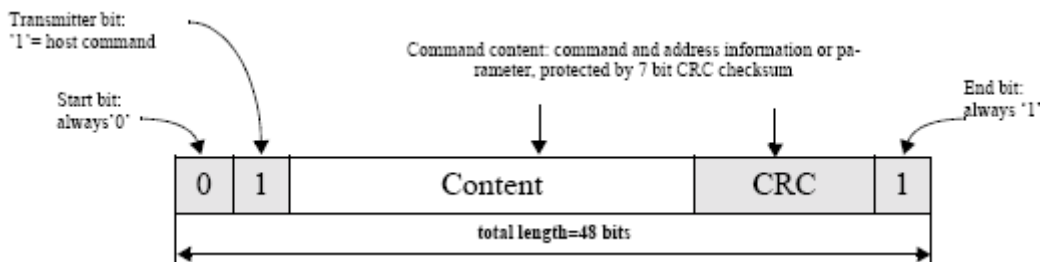 Transmitter bit:
'1'= host command
Command content: command and address information or pa-
rameter, protected by 7 bit CRC checksum
Start bit:
always'0'
End bit:
always '1'
0 1 Content CRC 1
total length=48 bits